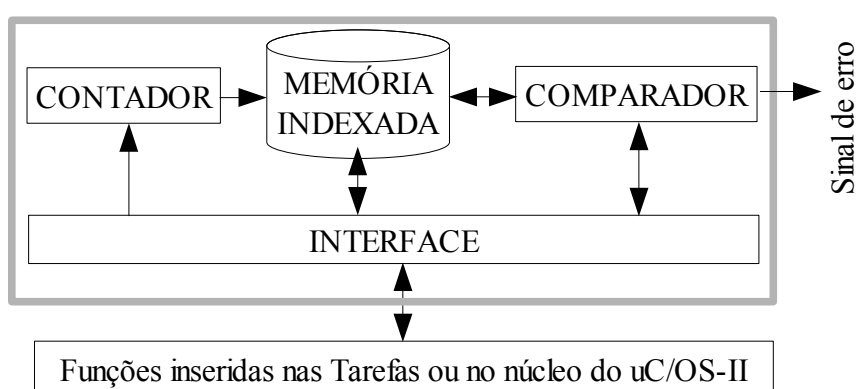 CONTADOR
MEMÓRIA
INDEXADA
COMPARADOR
Sinal de erro
INTERFACE
Funções inseridas nas Tarefas ou no núcleo do uC/OS-II